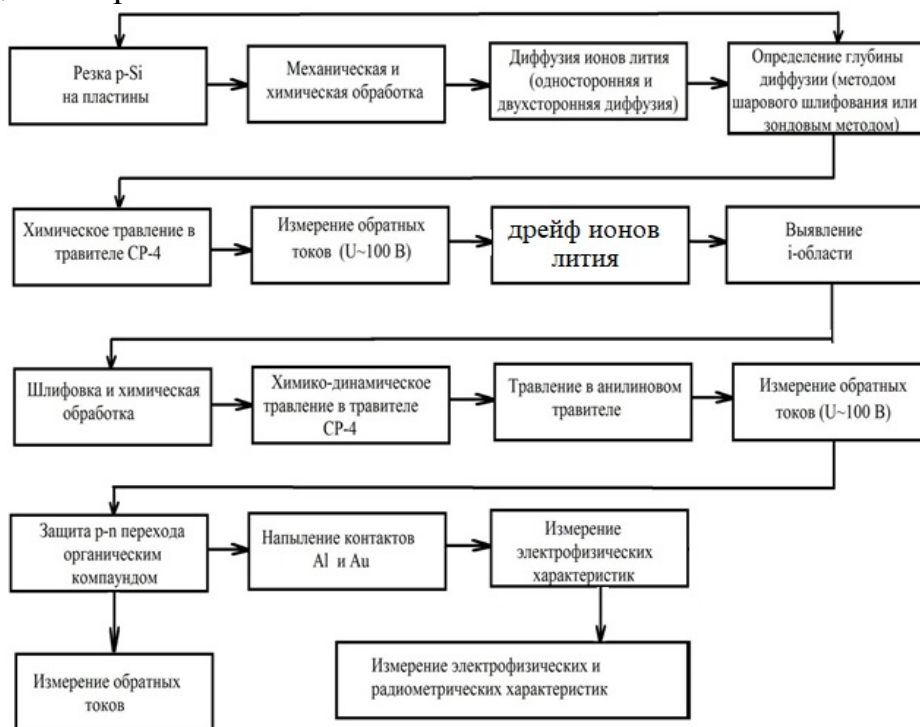 Резка p-Si
на пластины
Механическая и
химическая обработка
Диффузия ионов лития
(односторонняя и
двухсторонняя диффузия)
Определение глубины
диффузии (методом
шарового шлифования или
зондовым методом)
Химическое травление в
травителе СР-4
Измерение обратных
токов (U~100 В)
дрейф ионов
лития
Выявление
i-области
Шлифовка и химическая
обработка
Химико-динамическое
травление в травителе
СР-4
Травление в анилиновом
травителе
Измерение обратных
токов (U~100 В)
Защита p-n перехода
органическим
компаундом
Напыление контактов
Al и Au
Измерение
электрофизических
характеристик
Измерение обратных
токов
Измерение электрофизических и
радиометрических характеристик